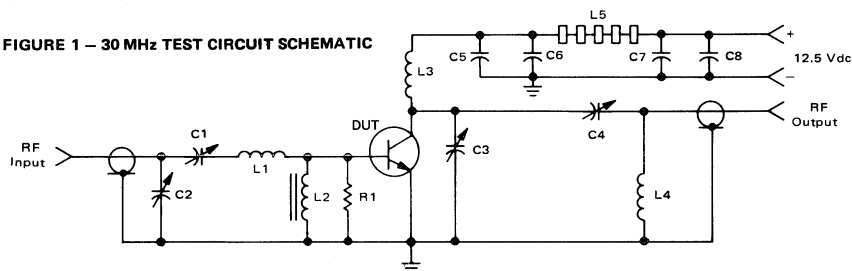 FIGURE 1 – 30 MHz TEST CIRCUIT SCHEMATIC
L5
+
C5
C6
C7
C8
12.5 Vdc
–
L3
RF
Input
C1
DUT
C4
RF
Output
L1
C3
C2
L2
R1
L4